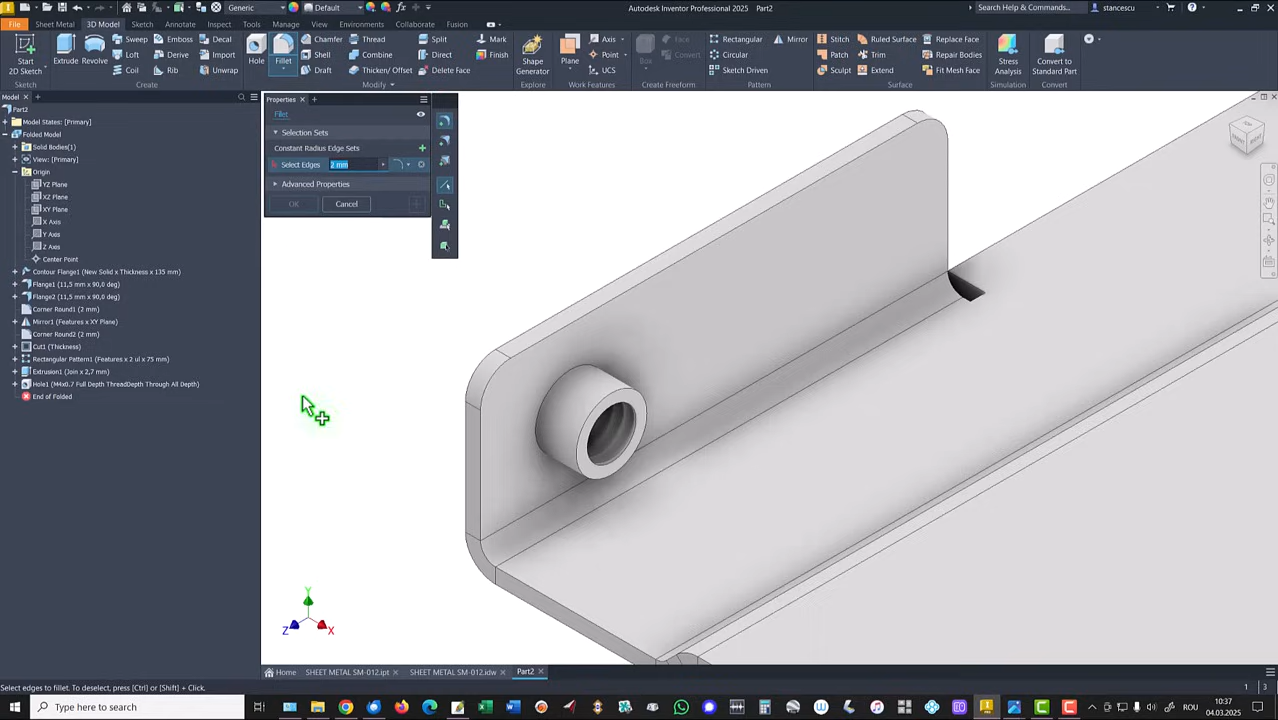 Generic
Default
Autodesk Inventor Professional 2025 Part2
Search Help & Commands...
stancescu
File
Sheet Metal
3D Model
Sketch
Annotate
Inspect
Tools
Manage
View
Environments
Collaborate
Fusion
Start
2D Sketch
Extrude
Revolve
Sweep
Loft
Coil
Emboss
Derive
Rib
Decal
Import
Unwrap
Hole
Fillet
Chamfer
Shell
Draft
Thread
Combine
Thicken/ Offset
Split
Direct
Delete Face
Mark
Finish
Shape
Generator
Plane
Axis
Point
UCS
Box
Face
Convert
Rectangular
Circular
Sketch Driven
Mirror
Stitch
Patch
Sculpt
Ruled Surface
Trim
Extend
Replace Face
Repair Bodies
Fit Mesh Face
Stress
Analysis
Convert to
Standard Part
Sketch
Create
Modify
Explore
Work Features
Create Freeform
Pattern
Surface
Simulation
Convert
Model
Part2
Model States: [Primary]
Folded Model
Solid Bodies(1)
View: [Primary]
Origin
YZ Plane
XZ Plane
XY Plane
X Axis
Y Axis
Z Axis
Center Point
Contour Flange1 (New Solid x Thickness x 135 mm)
Flange1 (11,5 mm x 90,0 deg)
Flange2 (11,5 mm x 90,0 deg)
Corner Round1 (2 mm)
Mirror1 (Features x XY Plane)
Corner Round2 (2 mm)
Cut1 (Thickness)
Rectangular Pattern1 (Features x 2 ul x 75 mm)
Extrusion1 (Join x 2,7 mm)
Hole1 (M4x0.7 Full Depth ThreadDepth Through All Depth)
End of Folded
Properties
Fillet
Selection Sets
Constant Radius Edge Sets
Select Edges
2 mm
Advanced Properties
OK
Cancel
FRONT
RIGHT
Y
Z
X
Home
SHEET METAL SM-012.ipt
SHEET METAL SM-012.idw
Part2
Select edges to fillet. To deselect, press [Ctrl] or [Shift] + Click.
1
3
Type here to search
PRO
ROU
10:37
04.03.2025